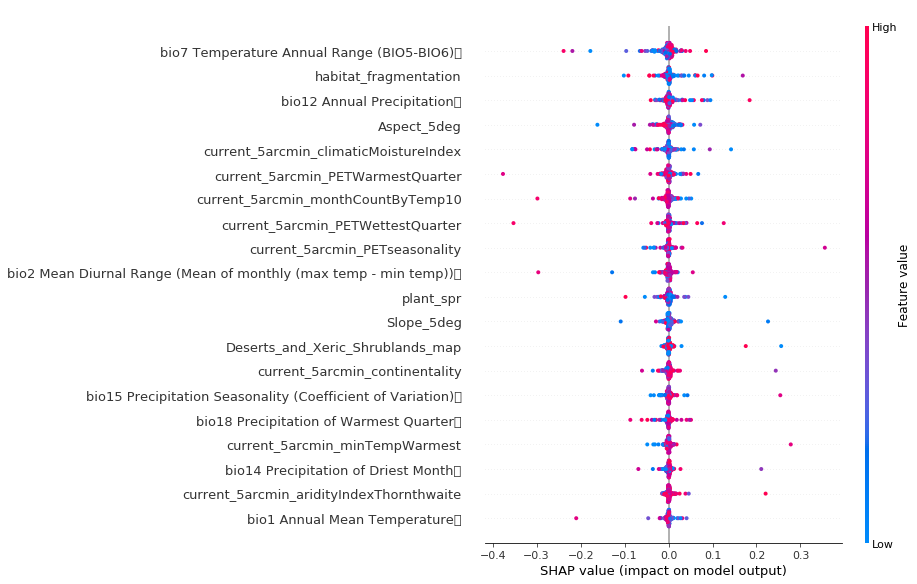 High
bio7 Temperature Annual Range (BIO5-BIO6)
habitat_fragmentation
bio12 Annual Precipitation
Aspect_5deg
current_5arcmin_climaticMoistureIndex
current_5arcmin_PETWarmestQuarter
current_5arcmin_monthCountByTemp10
current_5arcmin_PETWettestQuarter
current_5arcmin_PETseasonality
bio2 Mean Diurnal Range (Mean of monthly (max temp - min temp))
plant_spr
Slope_5deg
Deserts_and_Xeric_Shrublands_map
current_5arcmin_continentality
bio15 Precipitation Seasonality (Coefficient of Variation)
bio18 Precipitation of Warmest Quarter
current_5arcmin_minTempWarmest
bio14 Precipitation of Driest Month
current_5arcmin_aridityIndexThornthwaite
bio1 Annual Mean Temperature
Feature value
Low
−0.4 −0.3 −0.2 −0.1 0.0 0.1 0.2 0.3
SHAP value (impact on model output)